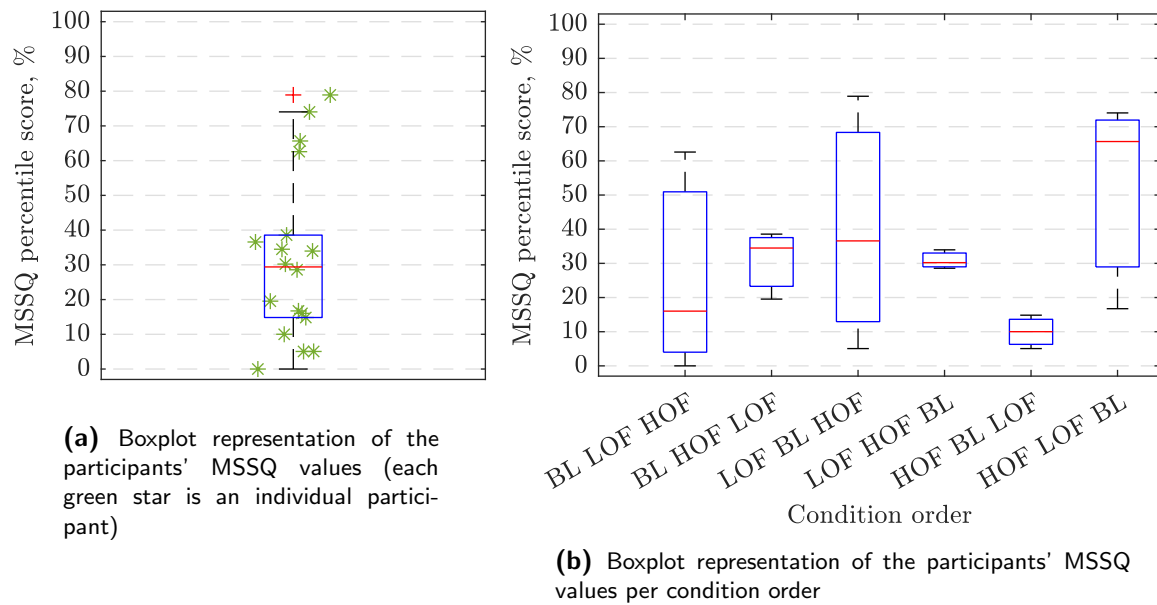 100
90
80
70
60
50
40
30
20
10
0
MSSQ percentile score, %
(a) Boxplot representation of the
participants' MSSQ values (each
green star is an individual partici-
pant)
100
90
80
70
60
50
40
30
20
10
0
MSSQ percentile score, %
BL LOF HOF
BL HOF LOF
LOF BL HOF
LOF HOF BL
HOF BL LOF
HOF LOF BL
Condition order
(b) Boxplot representation of the participants' MSSQ
values per condition order